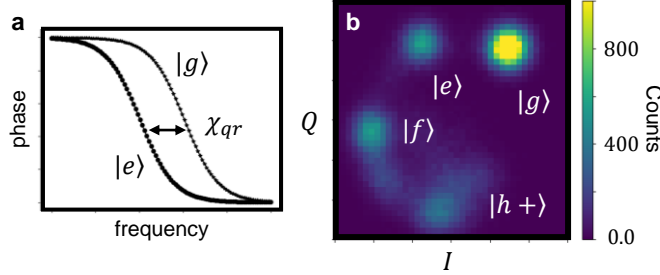 a
|g⟩
χqr
|e⟩
phase
frequency
b
|e⟩
|g⟩
|f⟩
|h +⟩
Q
I
800
400
0.0
Counts